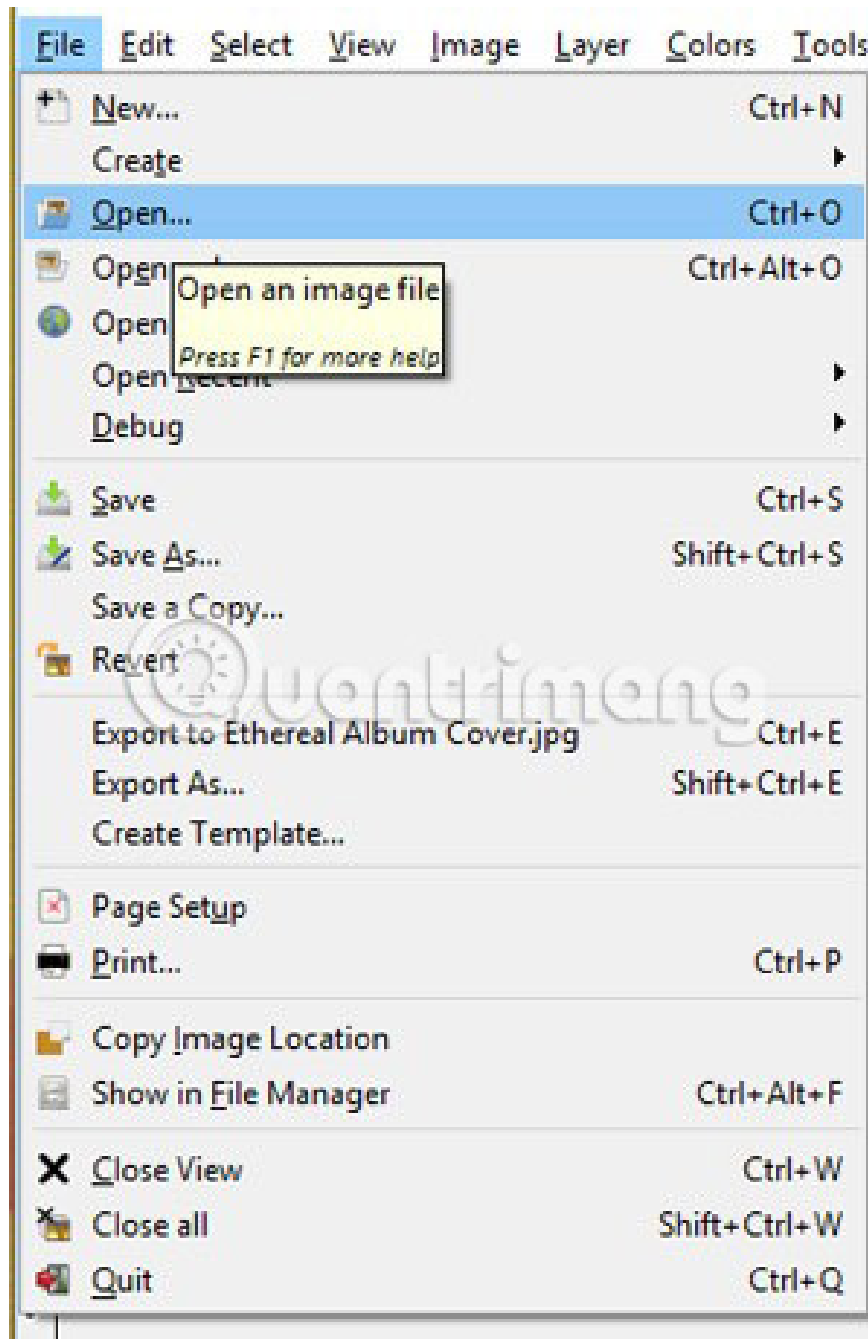 File Edit Select View Image Layer Colors Tools
New... Ctrl+N
Create
Open... Ctrl+O
Open Ctrl+Alt+O
Open an image file
Open
Press F1 for more help
Open Recent
Debug
Save Ctrl+S
Save As... Shift+Ctrl+S
Save a Copy...
Revert
Quantrimang
Export to Ethereal Album Cover.jpg Ctrl+E
Export As... Shift+Ctrl+E
Create Template...
Page Setup
Print... Ctrl+P
Copy Image Location
Show in File Manager Ctrl+Alt+F
Close View Ctrl+W
Close all Shift+Ctrl+W
Quit Ctrl+Q